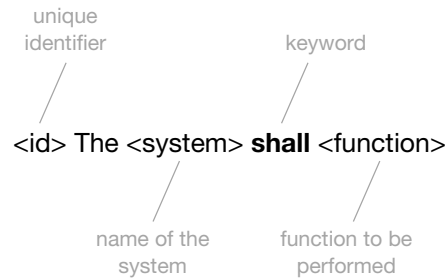 unique
identifier
keyword
<id> The <system> shall <function>
name of the
system
function to be
performed